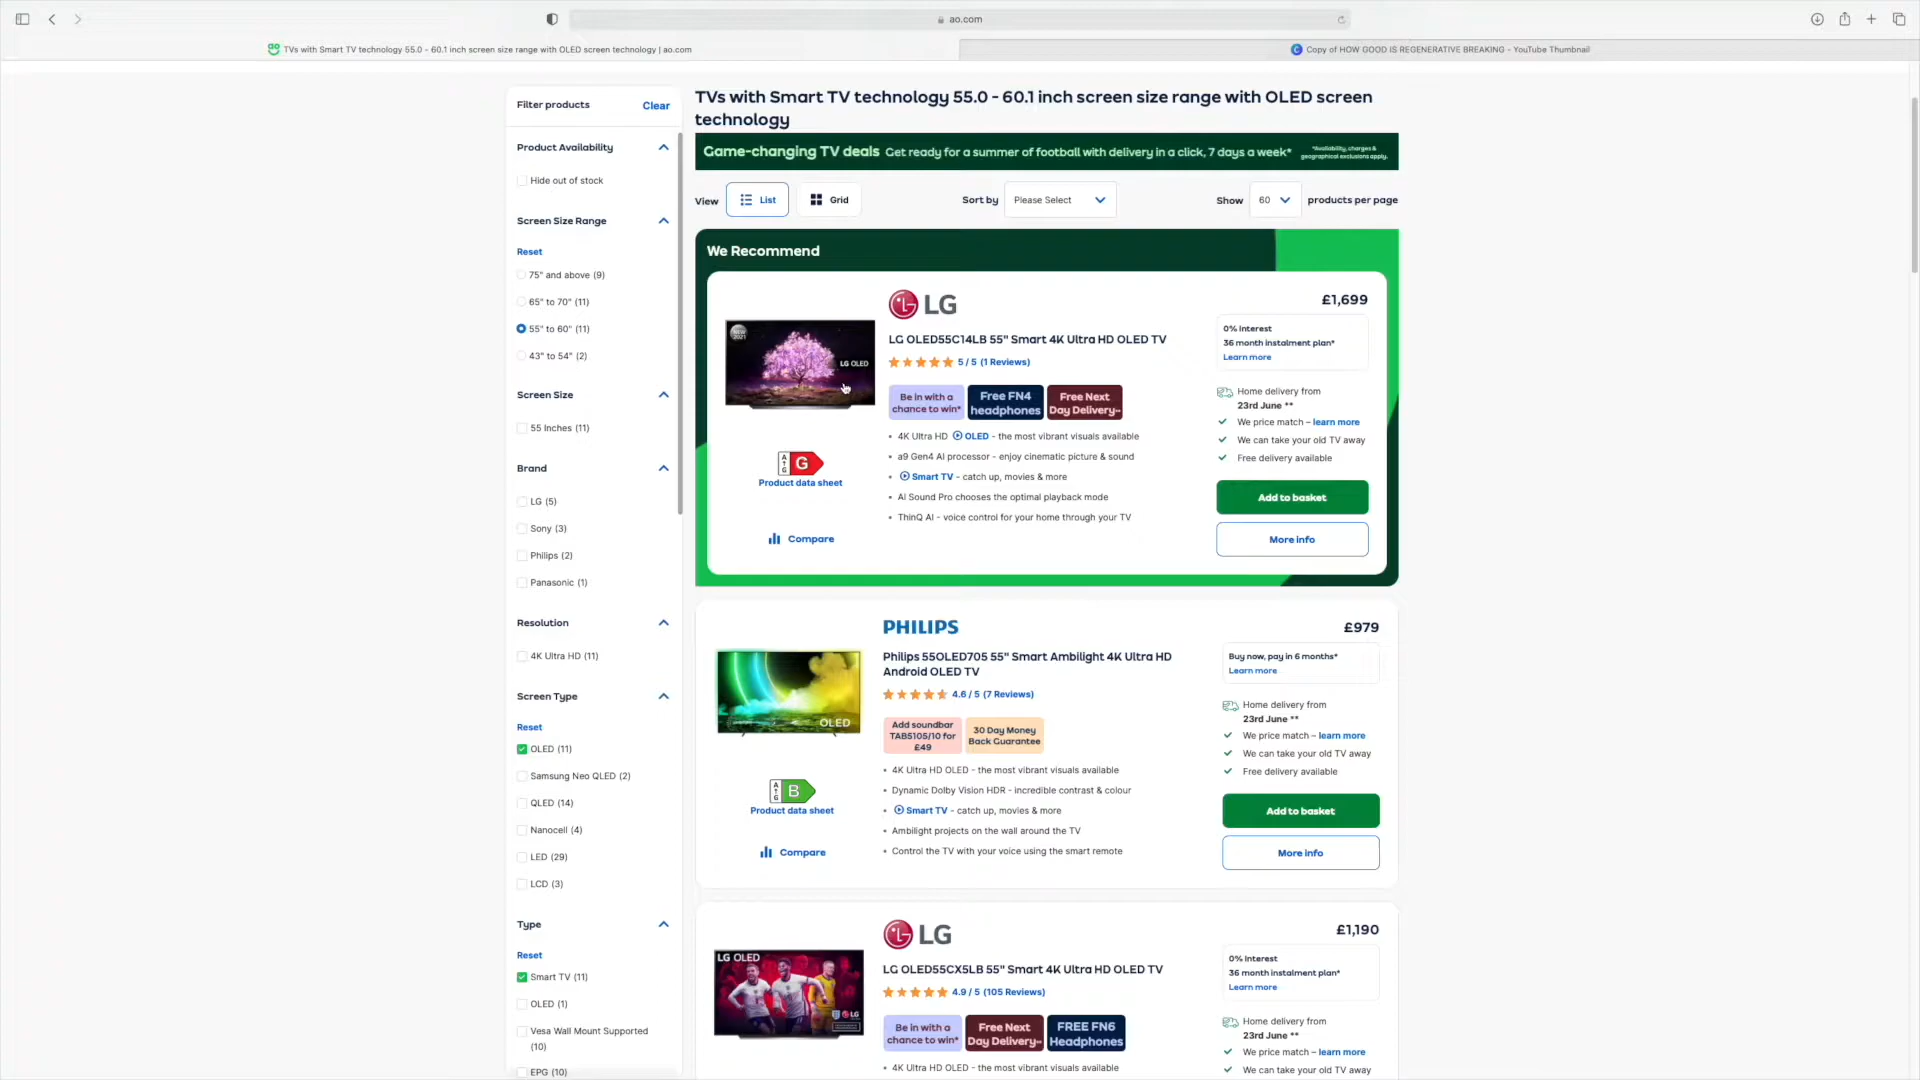 ao.com
TVs with Smart TV technology 55.0 - 60.1 inch screen size range with OLED screen technology | ao.com
Copy of HOW GOOD IS REGENERATIVE BREAKING - YouTube Thumbnail
Filter products
Clear
Product Availability
Hide out of stock
Screen Size Range
Reset
75" and above (9)
65" to 70" (11)
55" to 60" (11)
43" to 54" (2)
Screen Size
55 Inches (11)
Brand
LG (5)
Sony (3)
Philips (2)
Panasonic (1)
Resolution
4K Ultra HD (11)
Screen Type
Reset
OLED (11)
Samsung Neo QLED (2)
QLED (14)
Nanocell (4)
LED (29)
LCD (3)
Type
Reset
Smart TV (11)
OLED (1)
Vesa Wall Mount Supported
(10)
EPG (10)
TVs with Smart TV technology 55.0 - 60.1 inch screen size range with OLED screen
technology
Game-changing TV deals Get ready for a summer of football with delivery in a click, 7 days a week*
*Availability, charges &
geographical exclusions apply.
View
List
Grid
Sort by
Please Select
Show
60
products per page
We Recommend
NEW
2021
LG OLED
A
G
G
Product data sheet
Compare
LG
LG OLED55C14LB 55" Smart 4K Ultra HD OLED TV
5 / 5 (1 Reviews)
Be in with a
chance to win*
Free FN4
headphones
Free Next
Day Delivery**
• 4K Ultra HD OLED - the most vibrant visuals available
• a9 Gen4 AI processor - enjoy cinematic picture & sound
• Smart TV - catch up, movies & more
• AI Sound Pro chooses the optimal playback mode
• ThinQ AI - voice control for your home through your TV
£1,699
0% Interest
36 month instalment plan*
Learn more
Home delivery from
23rd June **
We price match – learn more
We can take your old TV away
Free delivery available
Add to basket
More info
OLED
A
G
B
Product data sheet
Compare
PHILIPS
Philips 55OLED705 55" Smart Ambilight 4K Ultra HD
Android OLED TV
4.6 / 5 (7 Reviews)
Add soundbar
TAB5105/10 for
£49
30 Day Money
Back Guarantee
• 4K Ultra HD OLED - the most vibrant visuals available
• Dynamic Dolby Vision HDR - incredible contrast & colour
• Smart TV - catch up, movies & more
• Ambilight projects on the wall around the TV
• Control the TV with your voice using the smart remote
£979
Buy now, pay in 6 months*
Learn more
Home delivery from
23rd June **
We price match – learn more
We can take your old TV away
Free delivery available
Add to basket
More info
LG OLED
LG
LG
LG OLED55CX5LB 55" Smart 4K Ultra HD OLED TV
4.9 / 5 (105 Reviews)
Be in with a
chance to win*
Free Next
Day Delivery**
FREE FN6
Headphones
• 4K Ultra HD OLED - the most vibrant visuals available
£1,190
0% Interest
36 month instalment plan*
Learn more
Home delivery from
23rd June **
We price match – learn more
We can take your old TV away